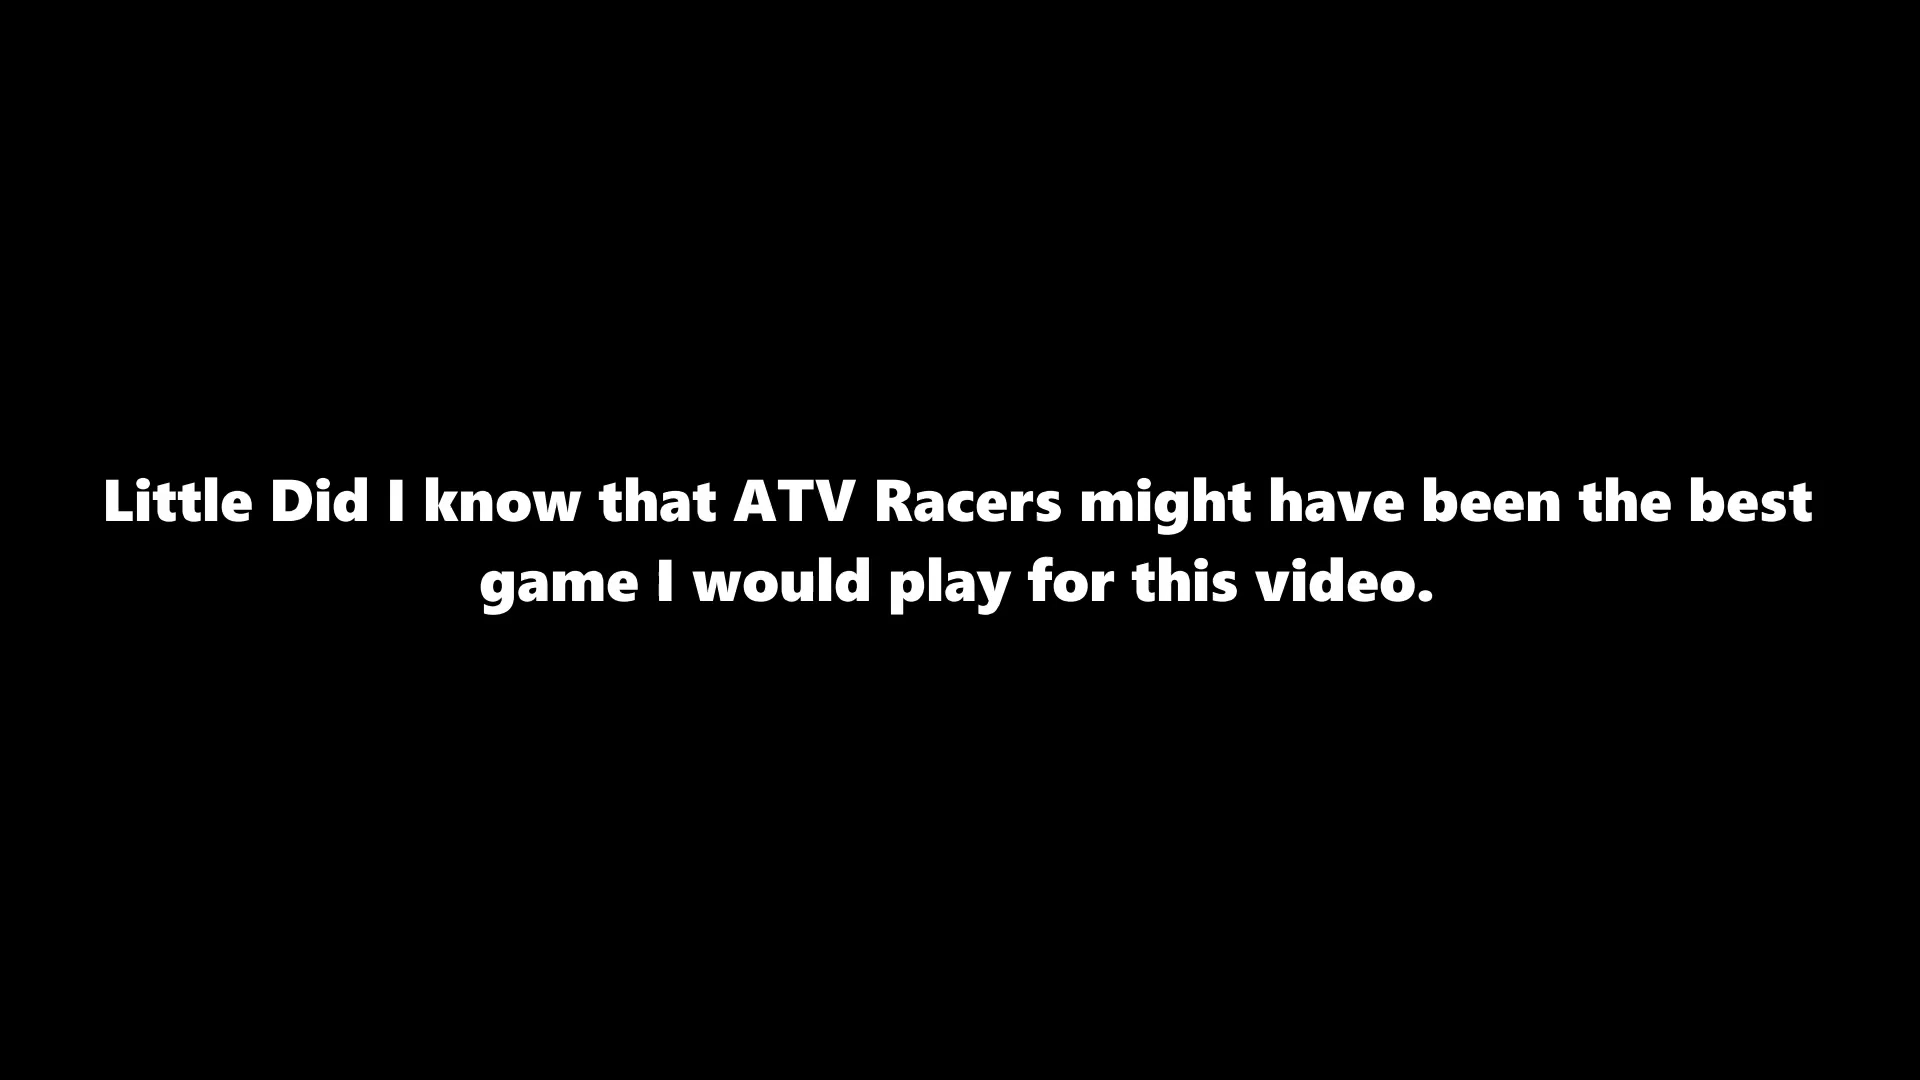 Little Did I know that ATV Racers might have been the best
game I would play for this video.